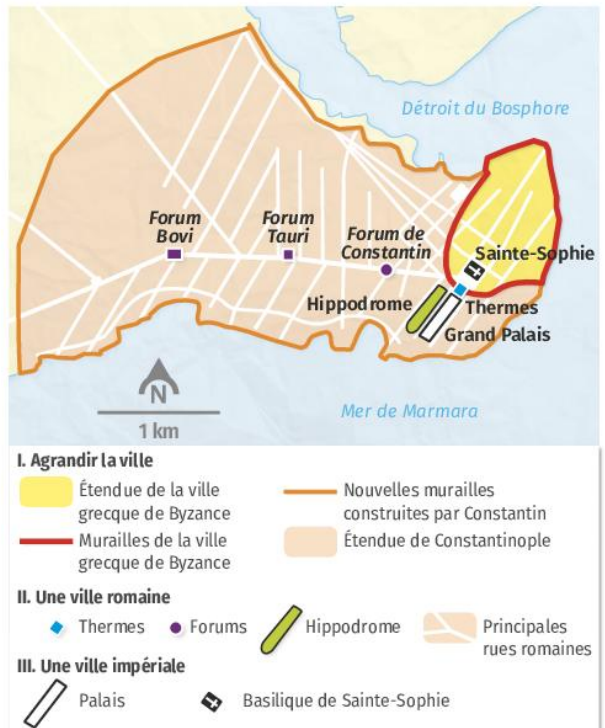 Détroit du Bosphore
Forum
Bovi
Forum
Tauri
Forum de
Constantin
Sainte-Sophie
Hippodrome
Thermes
Grand Palais
N
1 km
Mer de Marmara
I. Agrandir la ville
Étendue de la ville
grecque de Byzance
Nouvelles murailles
construites par Constantin
Murailles de la ville
grecque de Byzance
Étendue de Constantinople
II. Une ville romaine
Thermes
Forums
Hippodrome
Principales
rues romaines
III. Une ville impériale
Palais
Basilique de Sainte-Sophie